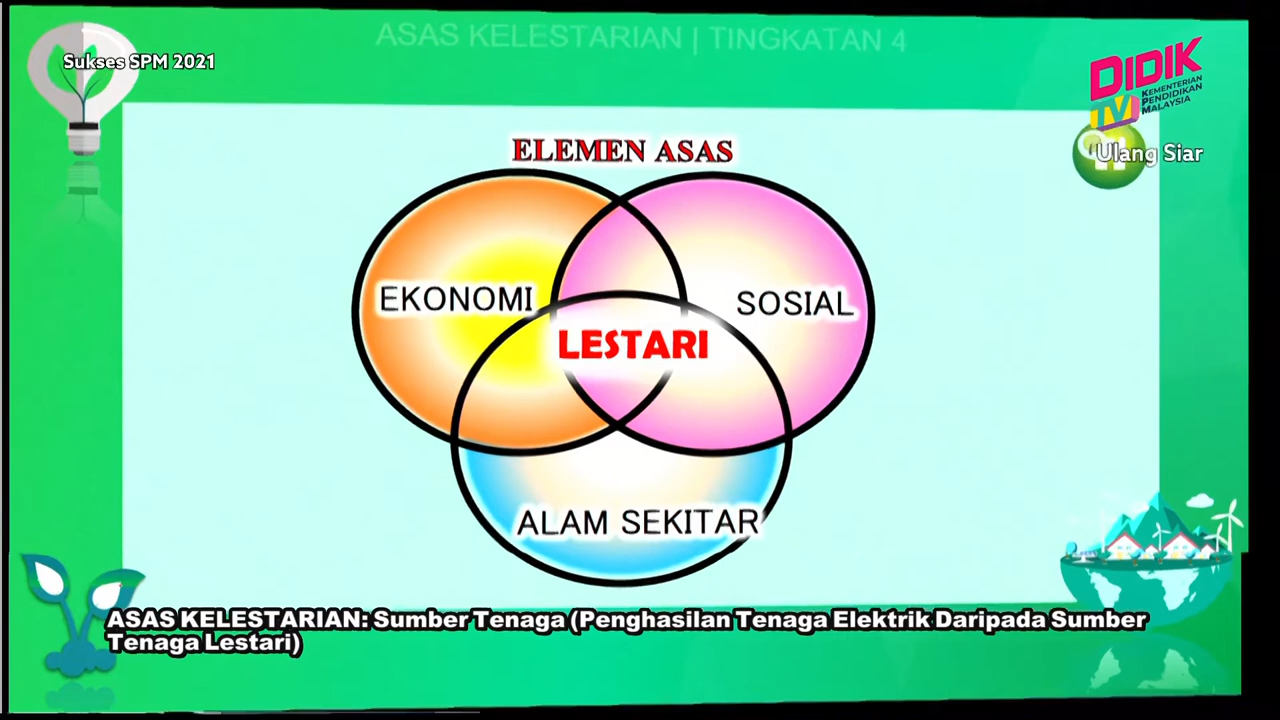 ASAS KELESTARIAN | TINGKATAN 4
Sukses SPM 2021
DIDIK
TV
KEMENTERIAN
PENDIDIKAN
MALAYSIA
Ulang Siar
ELEMEN ASAS
EKONOMI
SOSIAL
LESTARI
ALAM SEKITAR
ASAS KELESTARIAN: Sumber Tenaga (Penghasilan Tenaga Elektrik Daripada Sumber
Tenaga Lestari)